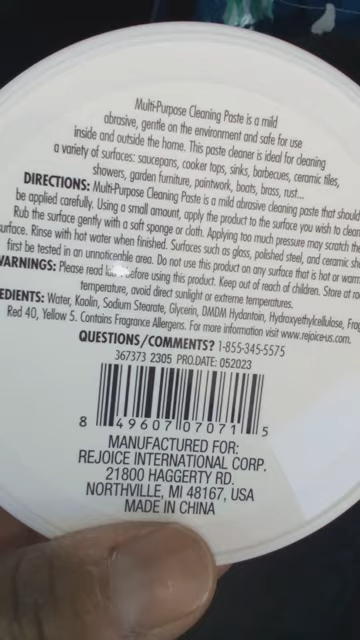 Multi-Purpose Cleaning Paste is a mild
abrasive, gentle on the environment and safe for use
inside and outside the home. This paste cleaner is ideal for cleaning
a variety of surfaces: saucepans, cooker tops, sinks, barbecues, ceramic tiles,
showers, garden furniture, paintwork, boats, brass, rust...
DIRECTIONS: Multi-Purpose Cleaning Paste is a mild abrasive cleaning paste that should
be applied carefully. Using a small amount, apply the product to the surface you wish to clean
Rub the surface gently with a soft sponge or cloth. Applying too much pressure may scratch the
surface. Rinse with hot water when finished. Surfaces such as glass, polished steel, and ceramic
first be tested in an unnoticeable area. Do not use this product on any surface that is hot or
WARNINGS: Please read before using this product. Keep out of reach of children. Store at
temperature, avoid direct sunlight or extreme temperatures.
EDIENTS: Water, Kaolin, Sodium Stearate, Glycerin, DMDM Hydantoin, Hydroxyethylcellulose,
Red 40, Yellow 5. Contains Fragrance Allergens. For more information visit www.rejoice-us.com.
QUESTIONS/COMMENTS? 1-855-345-5575
367373 2305 PRO.DATE: 052023
8 49607 07071 5
MANUFACTURED FOR:
REJOICE INTERNATIONAL CORP.
21800 HAGGERTY RD.
NORTHVILLE, MI 48167, USA
MADE IN CHINA